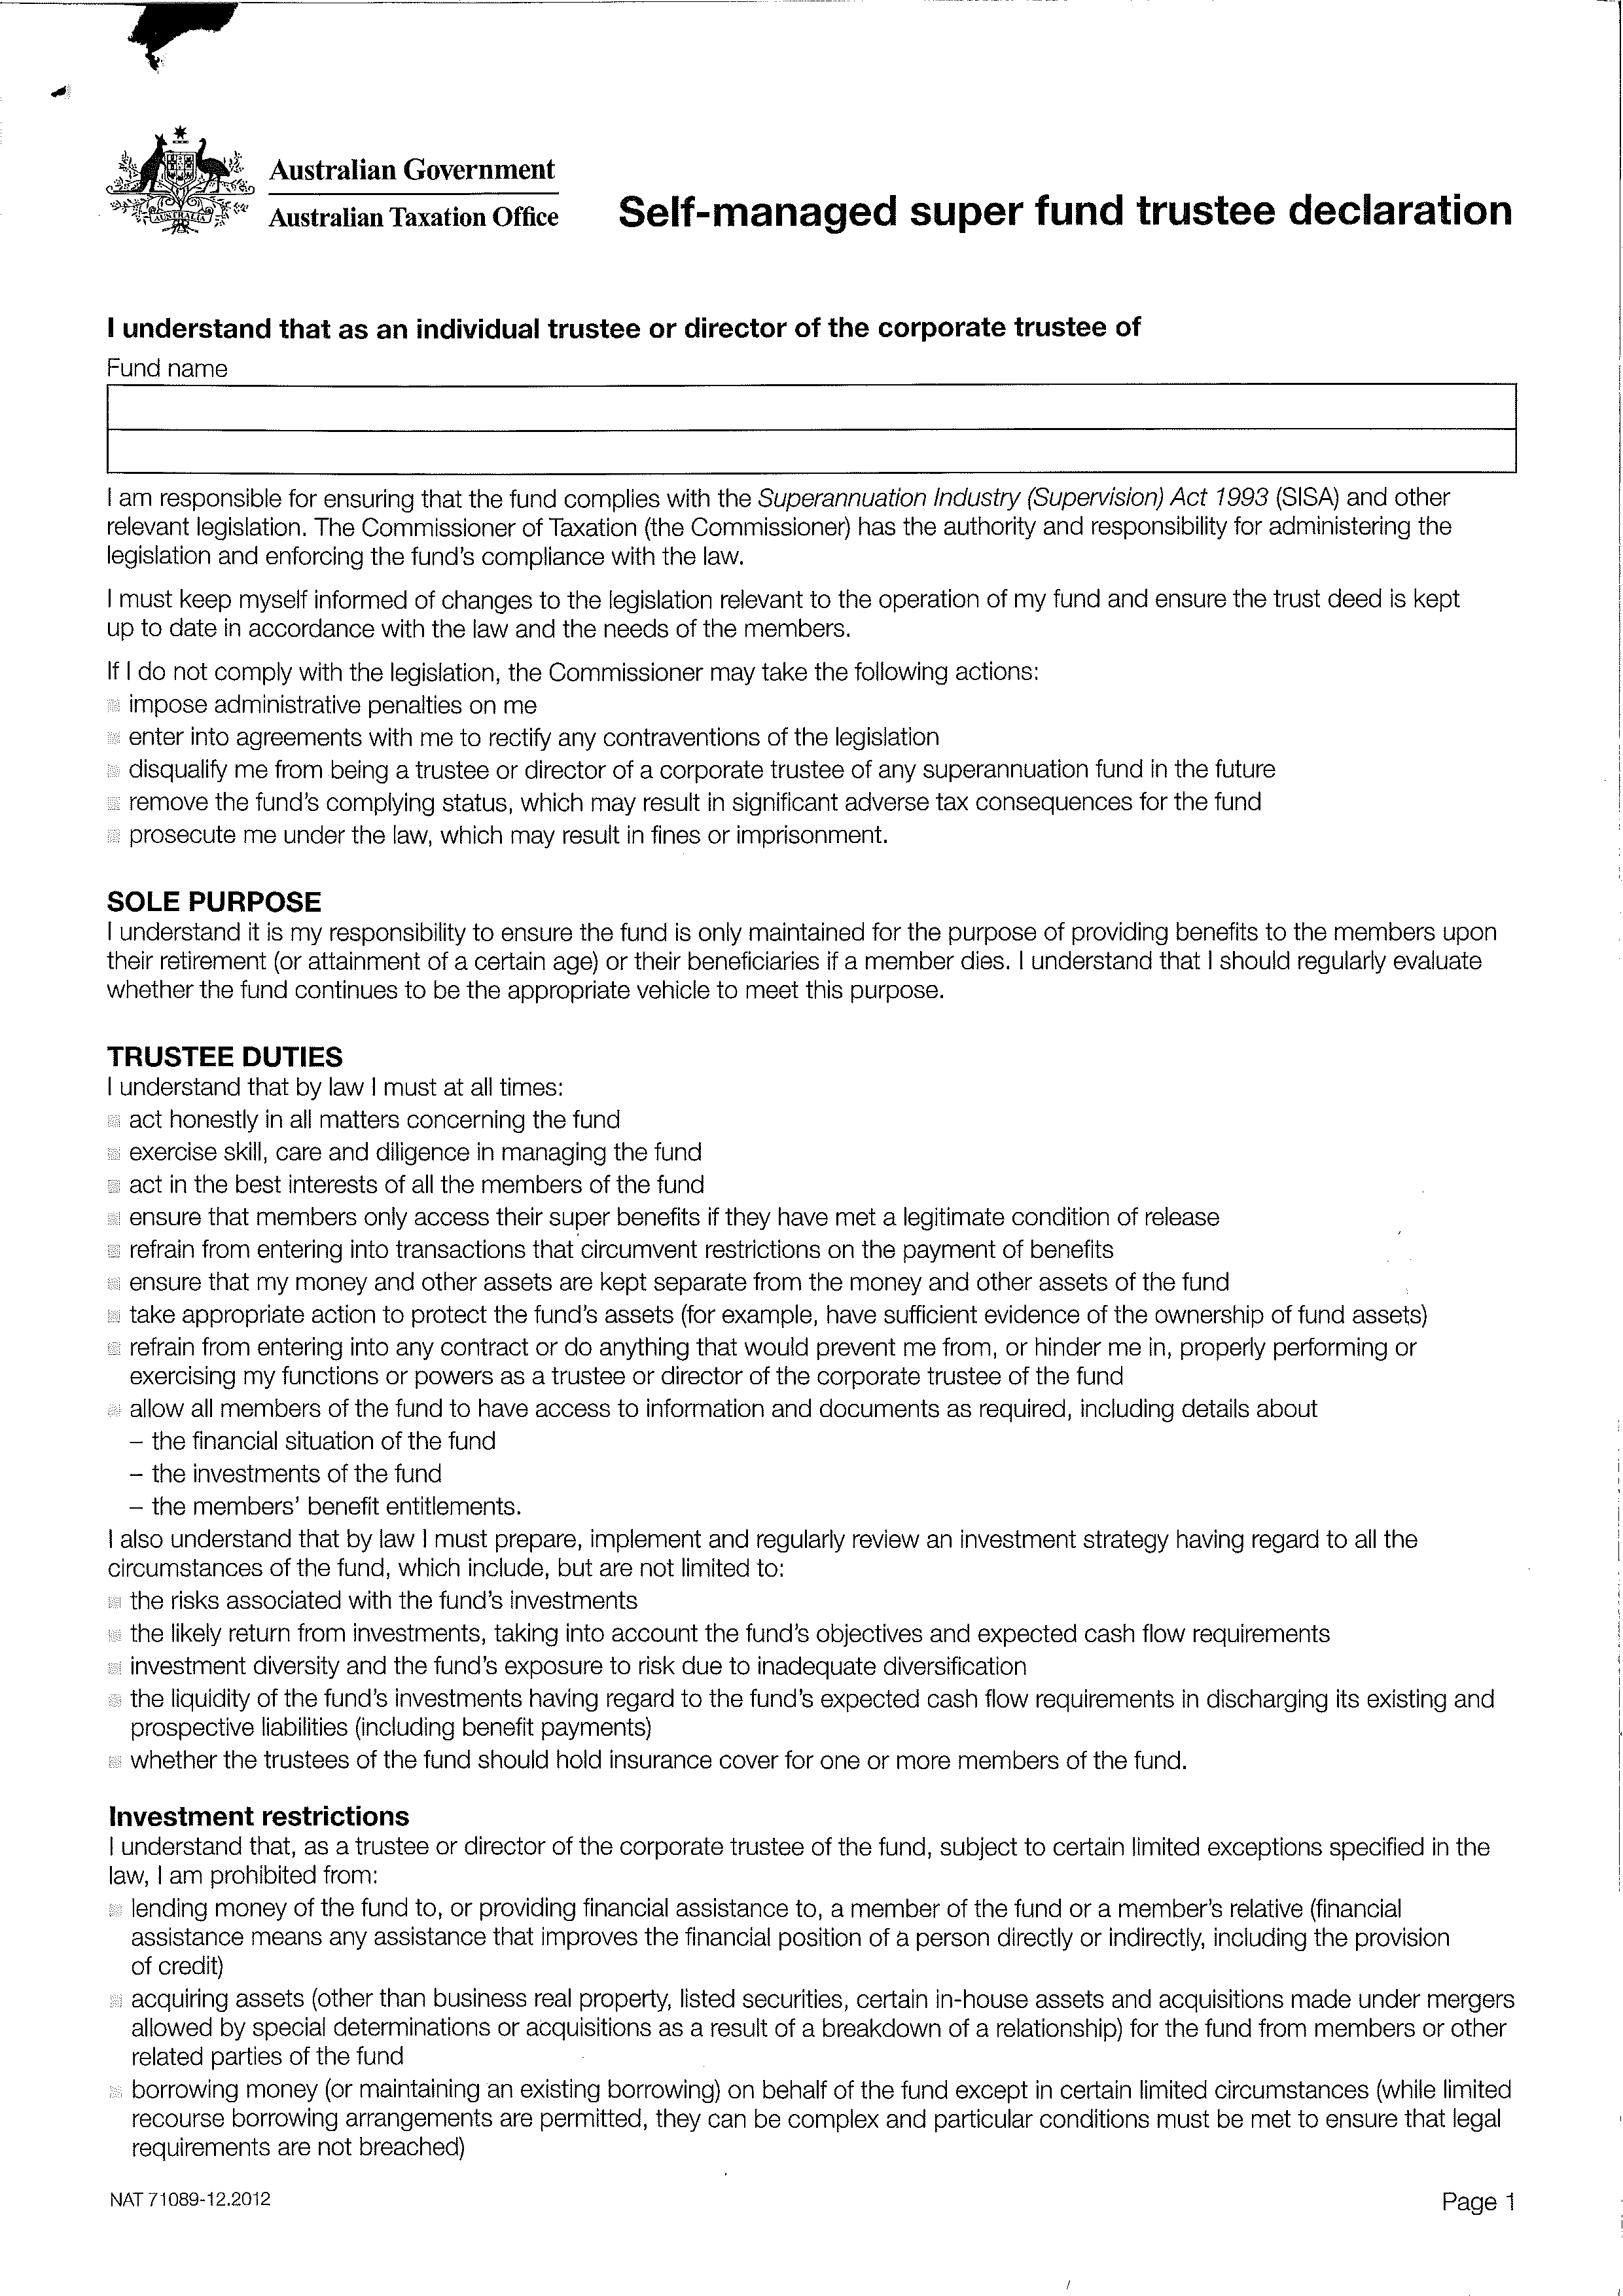 Australian Government
Australian Taxation Office
Self-managed super fund trustee declaration
I understand that as an individual trustee or director of the corporate trustee of
Fund name
I am responsible for ensuring that the fund complies with the Superannuation Industry (Supervision) Act 1993 (SISA) and other
relevant legislation. The Commissioner of Taxation (the Commissioner) has the authority and responsibility for administering the
legislation and enforcing the fund's compliance with the law.
I must keep myself informed of changes to the legislation relevant to the operation of my fund and ensure the trust deed is kept
up to date in accordance with the law and the needs of the members.
If I do not comply with the legislation, the Commissioner may take the following actions:
impose administrative penalties on me
enter into agreements with me to rectify any contraventions of the legislation
disqualify me from being a trustee or director of a corporate trustee of any superannuation fund in the future
remove the fund's complying status, which may result in significant adverse tax consequences for the fund
prosecute me under the law, which may result in fines or imprisonment.
SOLE PURPOSE
I understand it is my responsibility to ensure the fund is only maintained for the purpose of providing benefits to the members upon
their retirement (or attainment of a certain age) or their beneficiaries if a member dies. I understand that I should regularly evaluate
whether the fund continues to be the appropriate vehicle to meet this purpose.
TRUSTEE DUTIES
I understand that by law I must at all times:
act honestly in all matters concerning the fund
exercise skill, care and diligence in managing the fund
act in the best interests of all the members of the fund
ensure that members only access their super benefits if they have met a legitimate condition of release
refrain from entering into transactions that circumvent restrictions on the payment of benefits
ensure that my money and other assets are kept separate from the money and other assets of the fund
take appropriate action to protect the fund's assets (for example, have sufficient evidence of the ownership of fund assets)
refrain from entering into any contract or do anything that would prevent me from, or hinder me in, properly performing or
exercising my functions or powers as a trustee or director of the corporate trustee of the fund
allow all members of the fund to have access to information and documents as required, including details about
– the financial situation of the fund
– the investments of the fund
– the members' benefit entitlements.
I also understand that by law I must prepare, implement and regularly review an investment strategy having regard to all the
circumstances of the fund, which include, but are not limited to:
the risks associated with the fund's investments
the likely return from investments, taking into account the fund's objectives and expected cash flow requirements
investment diversity and the fund's exposure to risk due to inadequate diversification
the liquidity of the fund's investments having regard to the fund's expected cash flow requirements in discharging its existing and
prospective liabilities (including benefit payments)
whether the trustees of the fund should hold insurance cover for one or more members of the fund.
Investment restrictions
I understand that, as a trustee or director of the corporate trustee of the fund, subject to certain limited exceptions specified in the
law, I am prohibited from:
lending money of the fund to, or providing financial assistance to, a member of the fund or a member's relative (financial
assistance means any assistance that improves the financial position of a person directly or indirectly, including the provision
of credit)
acquiring assets (other than business real property, listed securities, certain in-house assets and acquisitions made under mergers
allowed by special determinations or acquisitions as a result of a breakdown of a relationship) for the fund from members or other
related parties of the fund
borrowing money (or maintaining an existing borrowing) on behalf of the fund except in certain limited circumstances (while limited
recourse borrowing arrangements are permitted, they can be complex and particular conditions must be met to ensure that legal
requirements are not breached)
NAT 71089-12.2012
Page 1